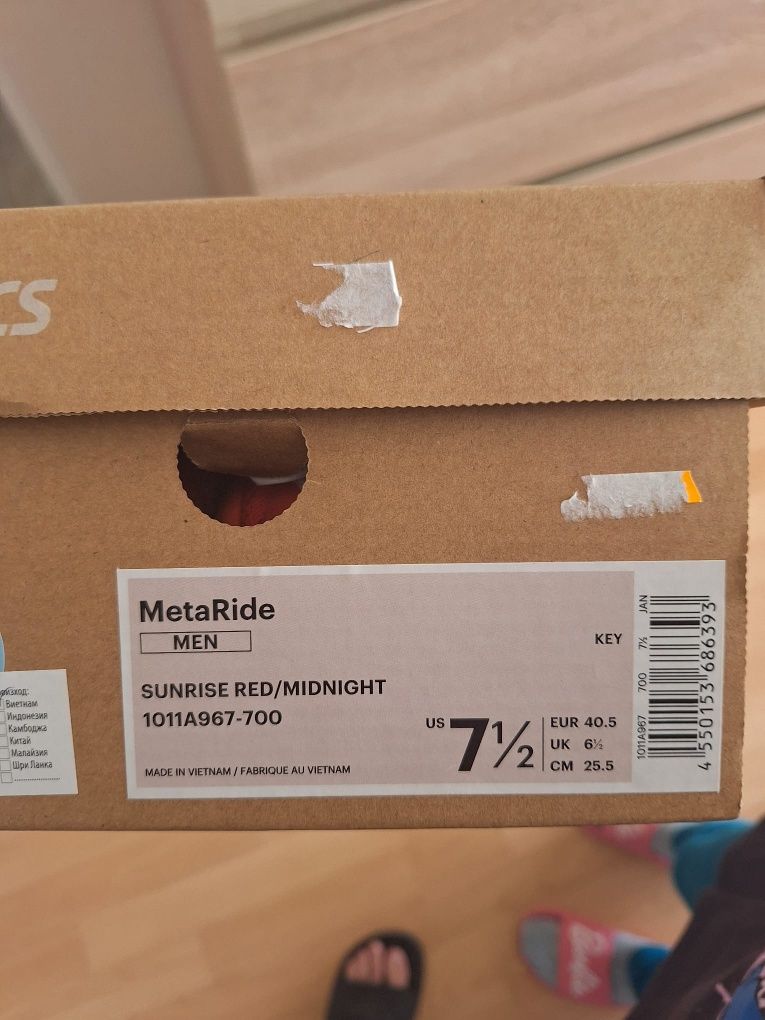 CS
MetaRide
MEN
KEY
SUNRISE RED/MIDNIGHT
1011A967-700
US 7½
EUR 40.5
UK 6½
CM 25.5
MADE IN VIETNAM / FABRIQUE AU VIETNAM
1011A967 700 7½ JAN
4 550153 686393
Виетнам
Индонезия
Камбоджа
Китай
Малайзия
Шри Ланка